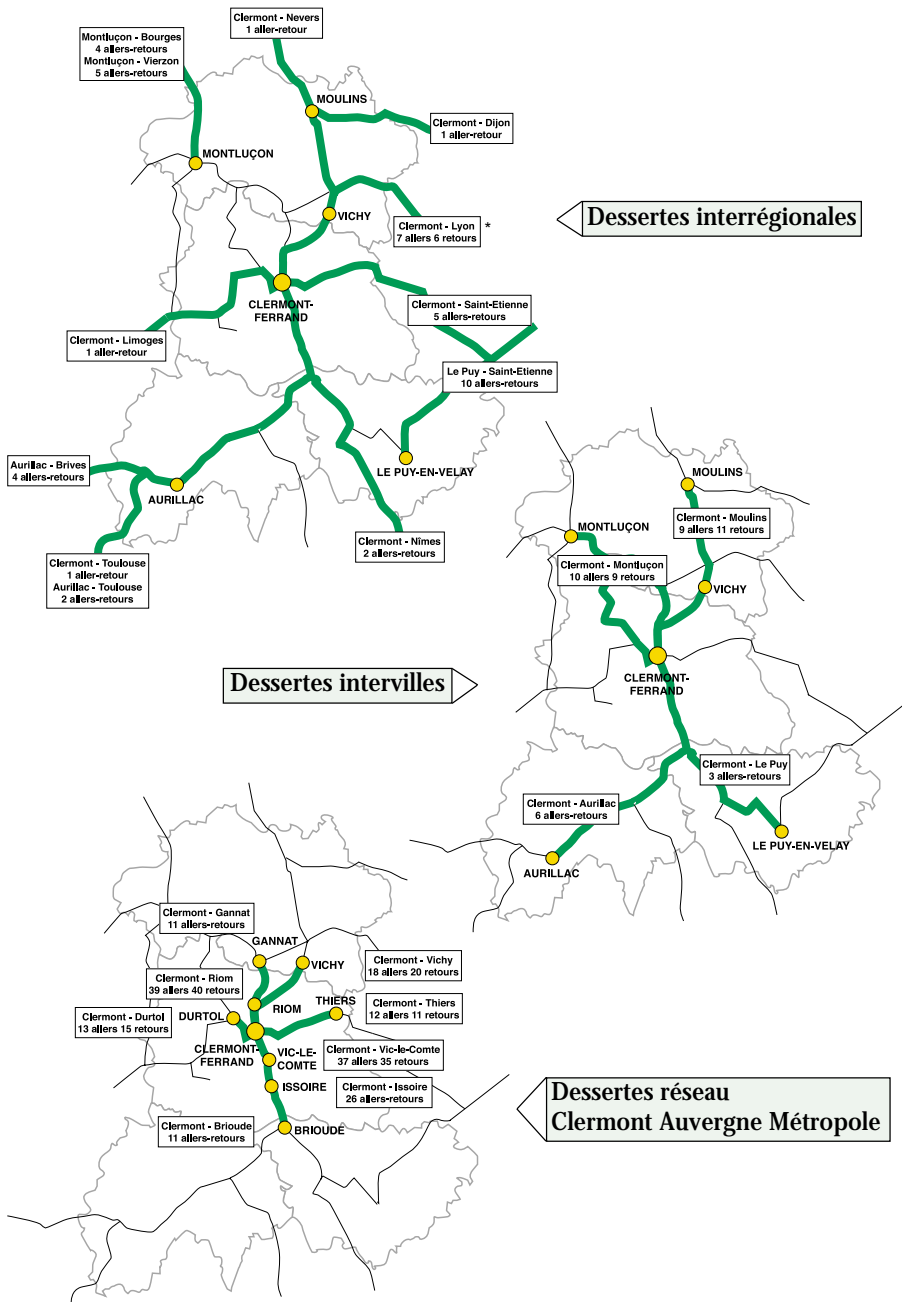 Clermont - Nevers
1 aller-retour
Montluçon - Bourges
4 allers-retours
Montluçon - Vierzon
5 allers-retours
MOULINS
Clermont - Dijon
1 aller-retour
MONTLUÇON
VICHY
Clermont - Lyon
7 allers 6 retours
*
Dessertes interrégionales
CLERMONT-
FERRAND
Clermont - Saint-Etienne
5 allers-retours
Clermont - Limoges
1 aller-retour
Le Puy - Saint-Etienne
10 allers-retours
Aurillac - Brives
4 allers-retours
AURILLAC
LE PUY-EN-VELAY
Clermont - Nîmes
2 allers-retours
Clermont - Toulouse
1 aller-retour
Aurillac - Toulouse
2 allers-retours
MOULINS
MONTLUÇON
Clermont - Moulins
9 allers 11 retours
Clermont - Montluçon
10 allers 9 retours
VICHY
Dessertes intervilles
CLERMONT-
FERRAND
Clermont - Le Puy
3 allers-retours
Clermont - Aurillac
6 allers-retours
LE PUY-EN-VELAY
AURILLAC
Clermont - Gannat
11 allers-retours
GANNAT
VICHY
Clermont - Vichy
18 allers 20 retours
Clermont - Riom
39 allers 40 retours
RIOM
THIERS
Clermont - Thiers
12 allers 11 retours
Clermont - Durtol
13 allers 15 retours
DURTOL
CLERMONT-
FERRAND
VIC-LE-
COMTE
Clermont - Vic-le-Comte
37 allers 35 retours
ISSOIRE
Clermont - Issoire
26 allers-retours
Clermont - Brioude
11 allers-retours
BRIOUDE
Dessertes réseau
Clermont Auvergne Métropole